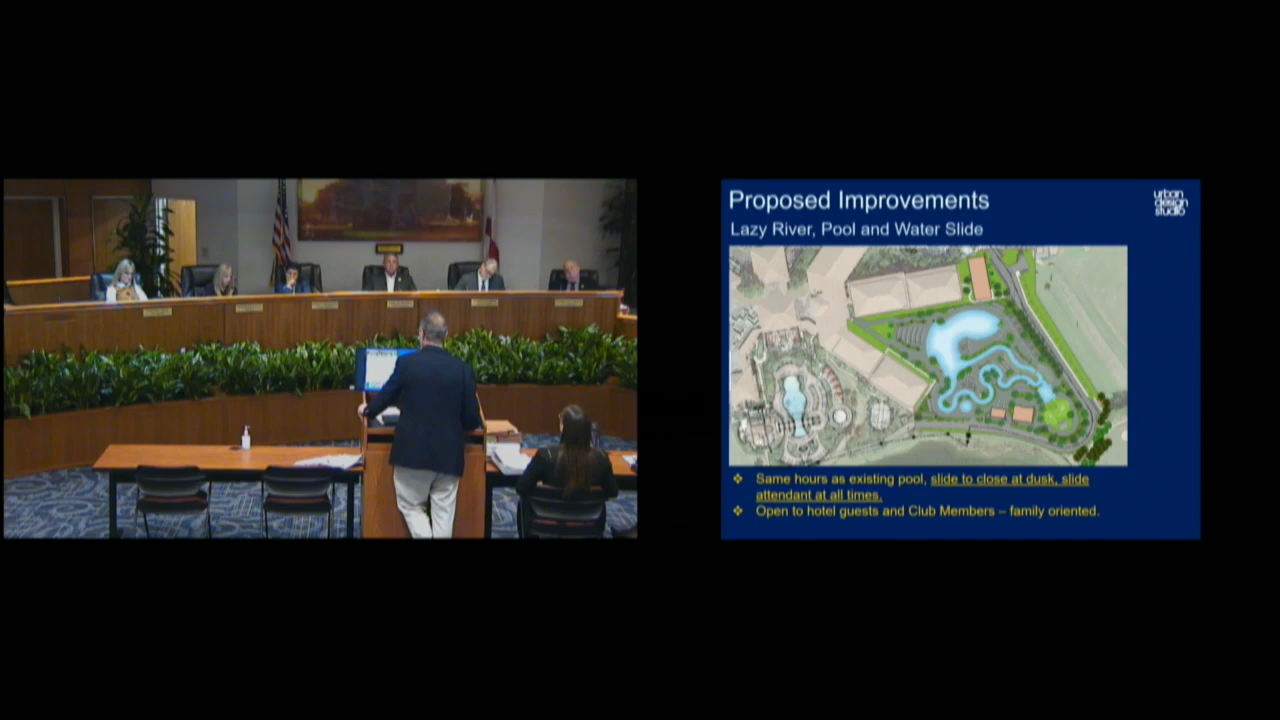 Proposed Improvements
urban
design
studio
Lazy River, Pool and Water Slide
❖ Same hours as existing pool, slide to close at dusk, slide
attendant at all times.
❖ Open to hotel guests and Club Members – family oriented.